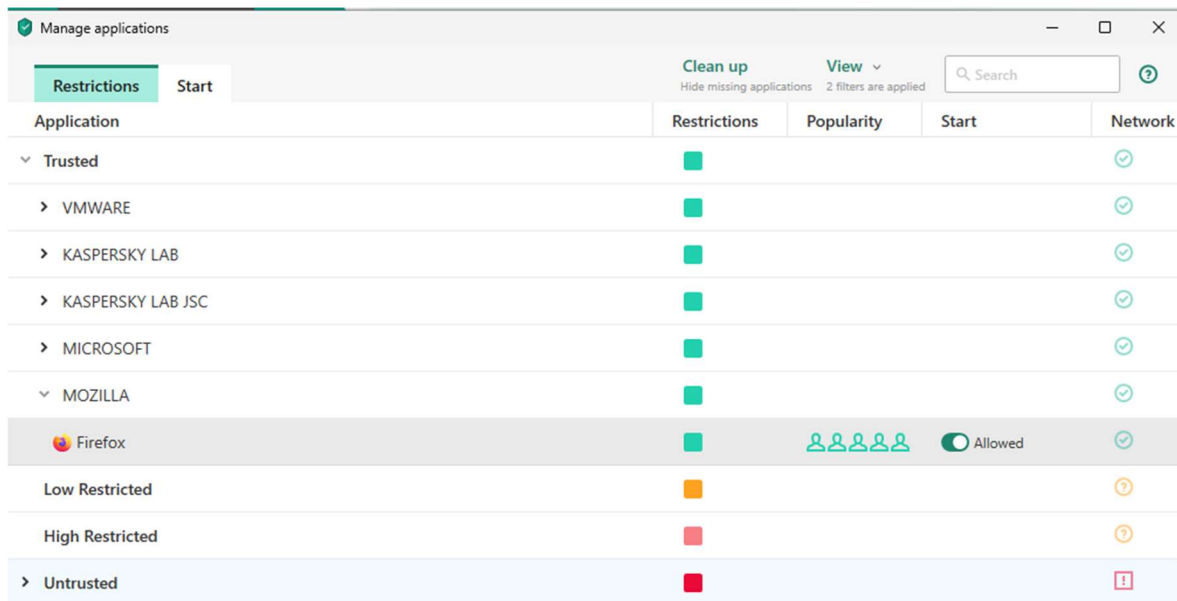 Manage applications
Restrictions Start
Clean up
Hide missing applications
View
2 filters are applied
Search
Application Restrictions Popularity Start Network
Trusted
VMWARE
KASPERSKY LAB
KASPERSKY LAB JSC
MICROSOFT
MOZILLA
Firefox Allowed
Low Restricted
High Restricted
Untrusted